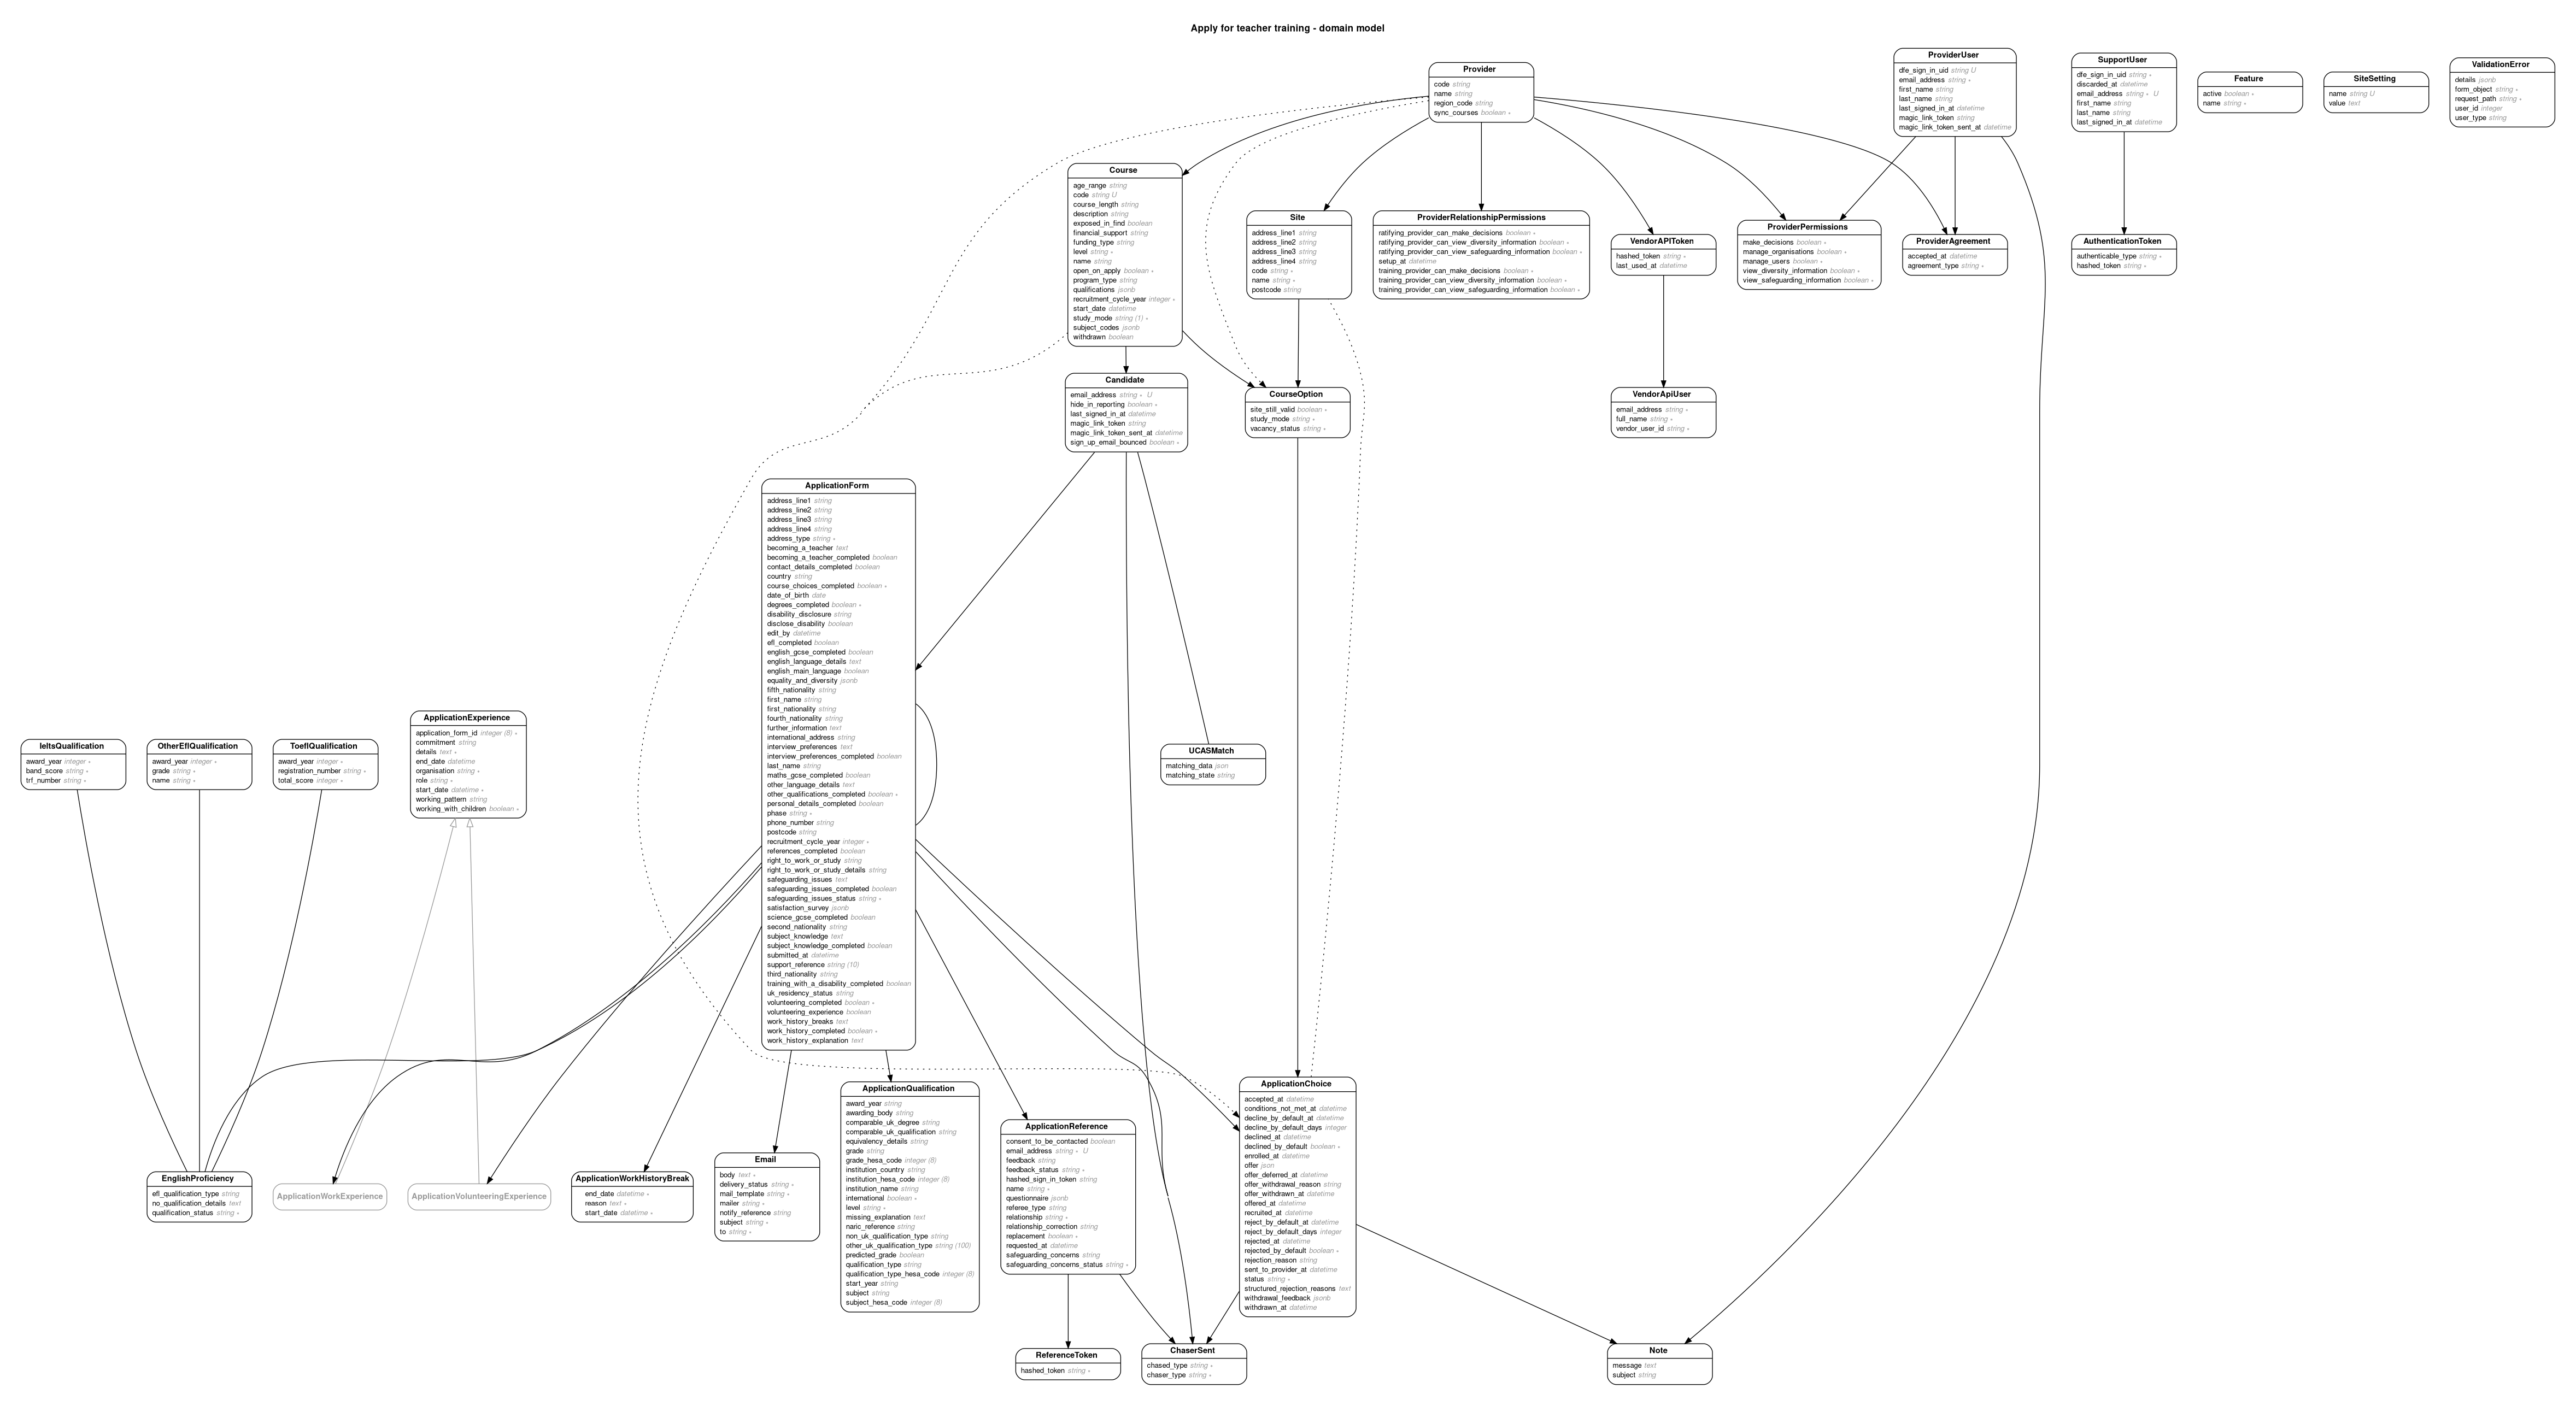 Apply for teacher training - domain model
Provider
code string
name string
region_code string
sync_courses boolean *
ProviderUser
dfe_sign_in_uid string U
email_address string *
first_name string
last_name string
last_signed_in_at datetime
magic_link_token string
magic_link_token_sent_at datetime
SupportUser
dfe_sign_in_uid string *
discarded_at datetime
email_address string * U
first_name string
last_name string
last_signed_in_at datetime
Feature
active boolean *
name string *
SiteSetting
name string U
value text
ValidationError
details jsonb
form_object string *
request_path string *
user_id integer
user_type string
Course
age_range string
code string U
course_length string
description string
exposed_in_find boolean
financial_support string
funding_type string
level string *
name string
open_on_apply boolean *
program_type string
qualifications jsonb
recruitment_cycle_year integer *
start_date datetime
study_mode string (1) *
subject_codes jsonb
withdrawn boolean
Site
address_line1 string
address_line2 string
address_line3 string
address_line4 string
code string *
name string *
postcode string
ProviderRelationshipPermissions
ratifying_provider_can_make_decisions boolean *
ratifying_provider_can_view_diversity_information boolean *
ratifying_provider_can_view_safeguarding_information boolean *
setup_at datetime
training_provider_can_make_decisions boolean *
training_provider_can_view_diversity_information boolean *
training_provider_can_view_safeguarding_information boolean *
VendorAPIToken
hashed_token string *
last_used_at datetime
ProviderPermissions
make_decisions boolean *
manage_organisations boolean *
manage_users boolean *
view_diversity_information boolean *
view_safeguarding_information boolean *
ProviderAgreement
accepted_at datetime
agreement_type string *
AuthenticationToken
authenticable_type string *
hashed_token string *
Candidate
email_address string * U
hide_in_reporting boolean *
last_signed_in_at datetime
magic_link_token string
magic_link_token_sent_at datetime
sign_up_email_bounced boolean *
CourseOption
site_still_valid boolean *
study_mode string *
vacancy_status string *
VendorApiUser
email_address string *
full_name string *
vendor_user_id string *
ApplicationForm
address_line1 string
address_line2 string
address_line3 string
address_line4 string
address_type string *
becoming_a_teacher text
becoming_a_teacher_completed boolean
contact_details_completed boolean
country string
course_choices_completed boolean *
date_of_birth date
degrees_completed boolean *
disability_disclosure string
disclose_disability boolean
edit_by datetime
efl_completed boolean
english_gcse_completed boolean
english_language_details text
english_main_language boolean
equality_and_diversity jsonb
fifth_nationality string
first_name string
first_nationality string
fourth_nationality string
further_information text
international_address string
interview_preferences text
interview_preferences_completed boolean
last_name string
maths_gcse_completed boolean
other_language_details text
other_qualifications_completed boolean *
personal_details_completed boolean
phase string *
phone_number string
postcode string
recruitment_cycle_year integer *
references_completed boolean
right_to_work_or_study string
right_to_work_or_study_details string
safeguarding_issues text
safeguarding_issues_completed boolean
safeguarding_issues_status string *
satisfaction_survey jsonb
science_gcse_completed boolean
second_nationality string
subject_knowledge text
subject_knowledge_completed boolean
submitted_at datetime
support_reference string (10)
third_nationality string
training_with_a_disability_completed boolean
uk_residency_status string
volunteering_completed boolean *
volunteering_experience boolean
work_history_breaks text
work_history_completed boolean *
work_history_explanation text
IeltsQualification
award_year integer *
band_score string *
trf_number string *
OtherEflQualification
award_year integer *
grade string *
name string *
ToeflQualification
award_year integer *
registration_number string *
total_score integer *
ApplicationExperience
application_form_id integer (8) *
commitment string
details text *
end_date datetime
organisation string *
role string *
start_date datetime *
working_pattern string
working_with_children boolean *
UCASMatch
matching_data json
matching_state string
EnglishProficiency
efl_qualification_type string
no_qualification_details text
qualification_status string *
ApplicationWorkExperience
ApplicationVolunteeringExperience
ApplicationWorkHistoryBreak
end_date datetime *
reason text *
start_date datetime *
Email
body text *
delivery_status string *
mail_template string *
mailer string *
notify_reference string
subject string *
to string *
ApplicationQualification
award_year string
awarding_body string
comparable_uk_degree string
comparable_uk_qualification string
equivalency_details string
grade string
grade_hesa_code integer (8)
institution_country string
institution_hesa_code integer (8)
institution_name string
international boolean *
level string *
missing_explanation text
naric_reference string
non_uk_qualification_type string
other_uk_qualification_type string (100)
predicted_grade boolean
qualification_type string
qualification_type_hesa_code integer (8)
start_year string
subject string
subject_hesa_code integer (8)
ApplicationReference
consent_to_be_contacted boolean
email_address string * U
feedback string
feedback_status string *
hashed_sign_in_token string
name string *
questionnaire jsonb
referee_type string
relationship string *
relationship_correction string
replacement boolean *
requested_at datetime
safeguarding_concerns string
safeguarding_concerns_status string *
ApplicationChoice
accepted_at datetime
conditions_not_met_at datetime
decline_by_default_at datetime
decline_by_default_days integer
declined_at datetime
declined_by_default boolean *
enrolled_at datetime
offer json
offer_deferred_at datetime
offer_withdrawal_reason string
offer_withdrawn_at datetime
offered_at datetime
recruited_at datetime
reject_by_default_at datetime
reject_by_default_days integer
rejected_at datetime
rejected_by_default boolean *
rejection_reason string
sent_to_provider_at datetime
status string *
structured_rejection_reasons text
withdrawal_feedback jsonb
withdrawn_at datetime
ReferenceToken
hashed_token string *
ChaserSent
chased_type string *
chaser_type string *
Note
message text
subject string